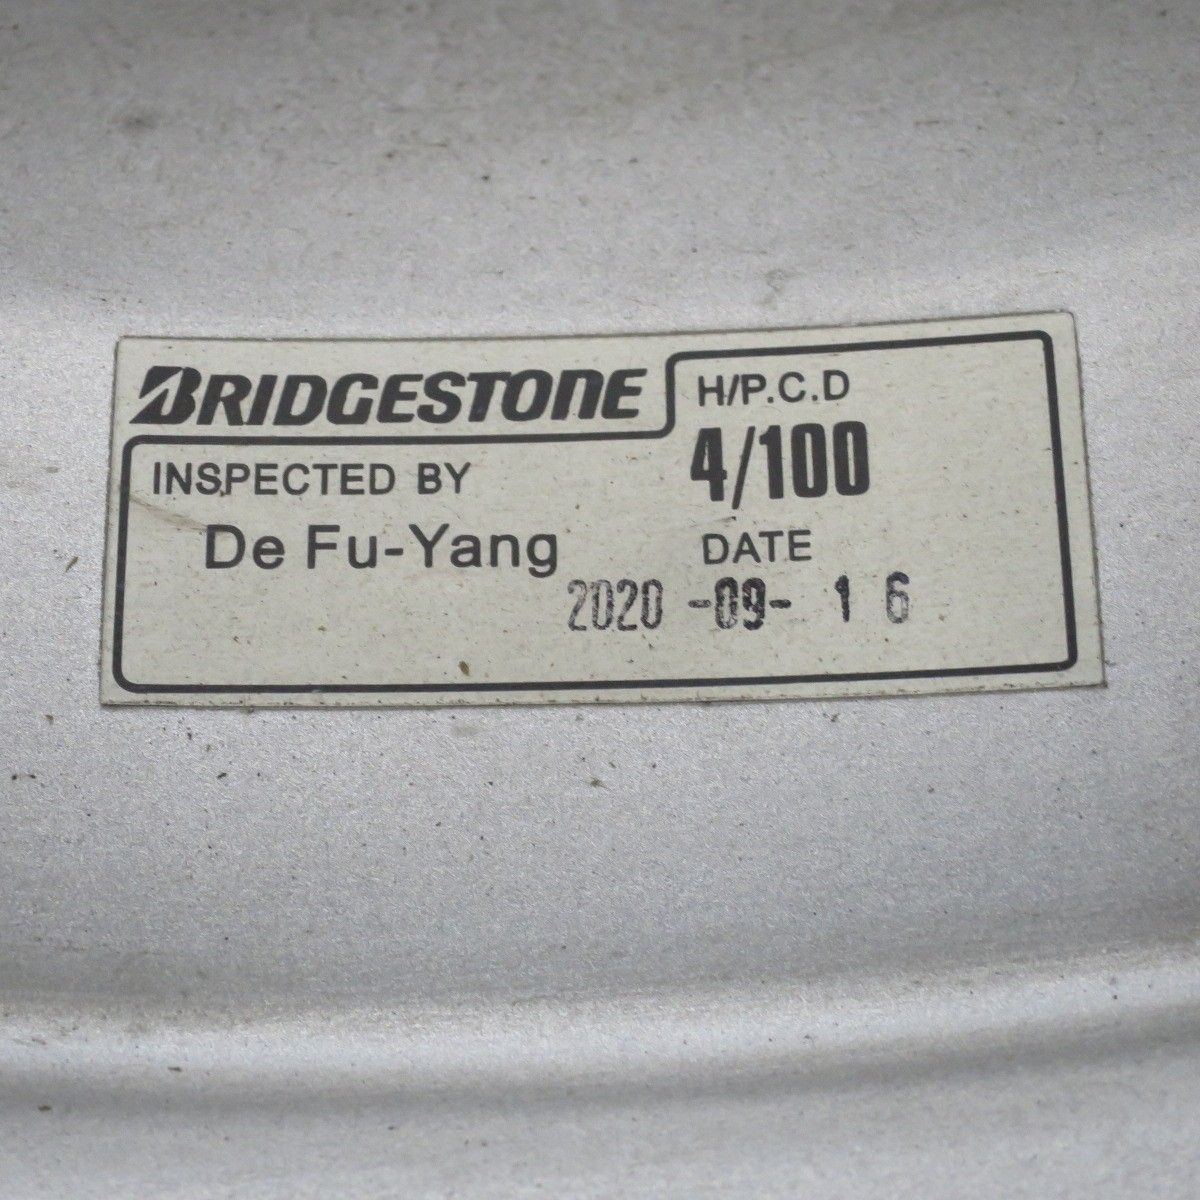 BRIDGESTONE
INSPECTED BY
De Fu-Yang
H/P.C.D
4/100
DATE
2020 -09- 1 6